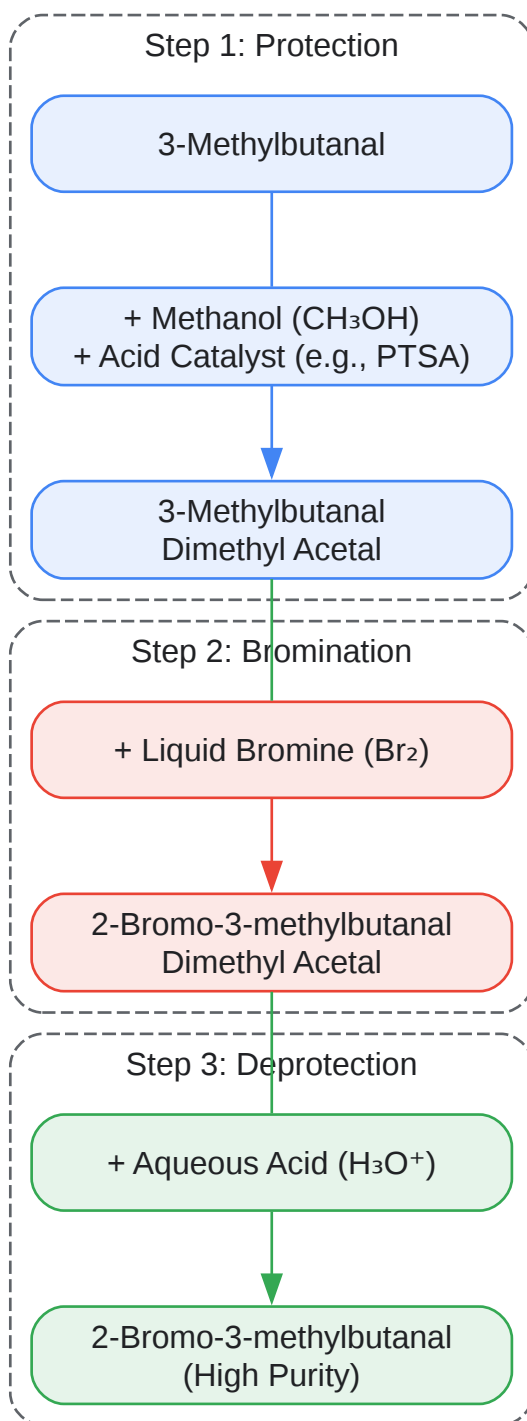 Step 1: Protection
3-Methylbutanal
+ Methanol (CH₃OH)
+ Acid Catalyst (e.g., PTSA)
3-Methylbutanal
Dimethyl Acetal
Step 2: Bromination
+ Liquid Bromine (Br₂)
2-Bromo-3-methylbutanal
Dimethyl Acetal
Step 3: Deprotection
+ Aqueous Acid (H₃O⁺)
2-Bromo-3-methylbutanal
(High Purity)